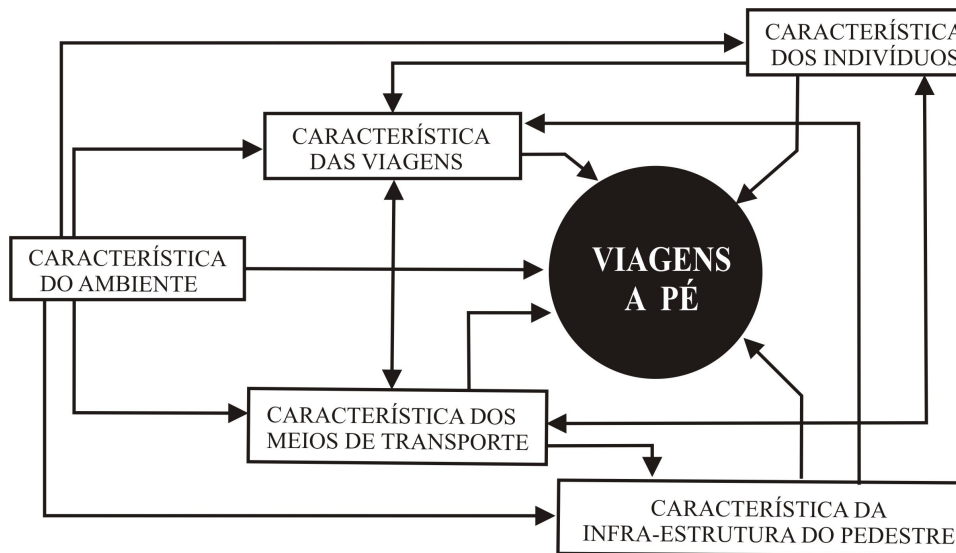 CARACTERÍSTICA
DOS INDIVÍDUOS
CARACTERÍSTICA
DAS VIAGENS
CARACTERÍSTICA
DO AMBIENTE
VIAGENS
A PÉ
CARACTERÍSTICA DOS
MEIOS DE TRANSPORTE
CARACTERÍSTICA DA
INFRA-ESTRUTURA DO PEDESTRE